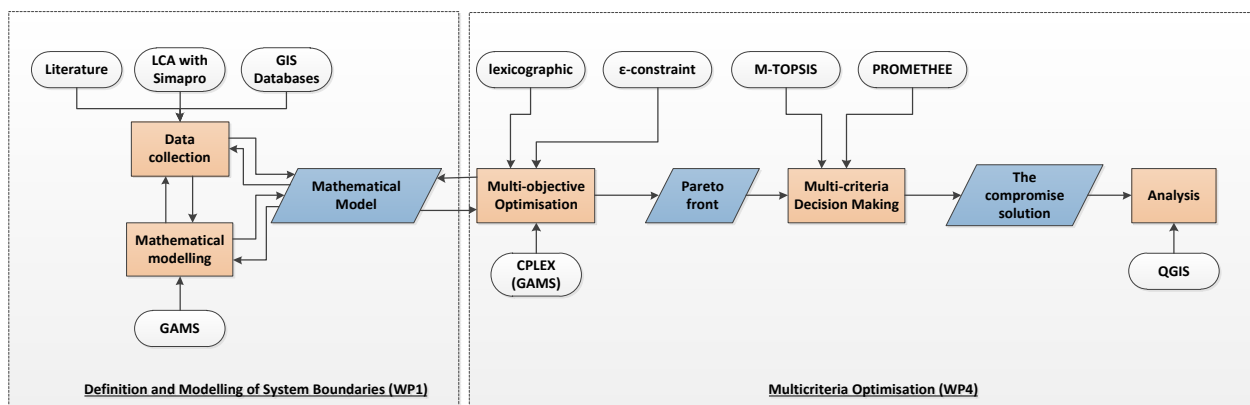 Literature
LCA with
Simapro
GIS
Databases
Data
collection
Mathematical
modelling
GAMS
Mathematical
Model
Definition and Modelling of System Boundaries (WP1)
lexicographic
ε-constraint
M-TOPSIS
PROMETHEE
Multi-objective
Optimisation
Pareto
front
Multi-criteria
Decision Making
The
compromise
solution
Analysis
CPLEX
(GAMS)
QGIS
Multicriteria Optimisation (WP4)